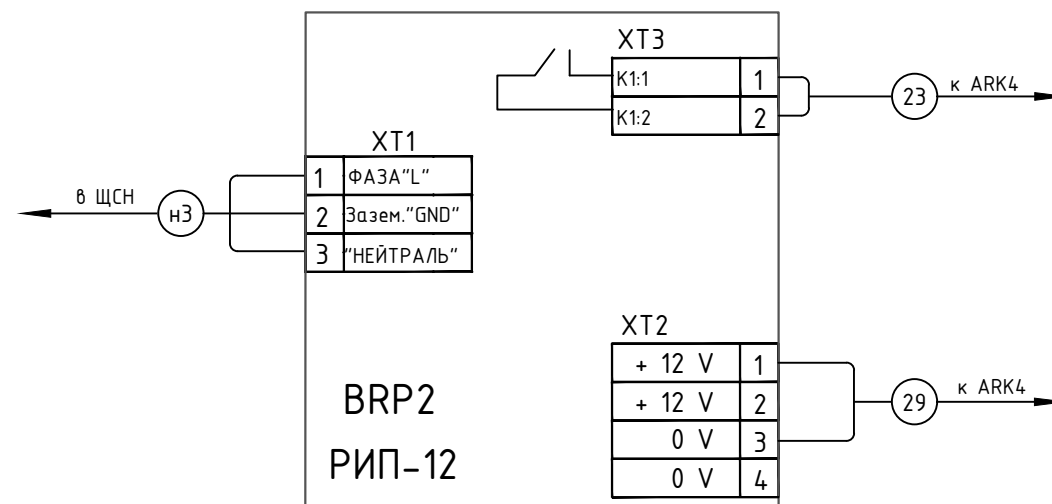 XT3
K1:1 1
K1:2 2
23 к ARK4
XT1
1 ФАЗА"L"
2 Зазем."GND"
3 "НЕЙТРАЛЬ"
в ЩСН н3
XT2
+ 12 V 1
+ 12 V 2
0 V 3
0 V 4
29 к ARK4
BRP2
РИП-12